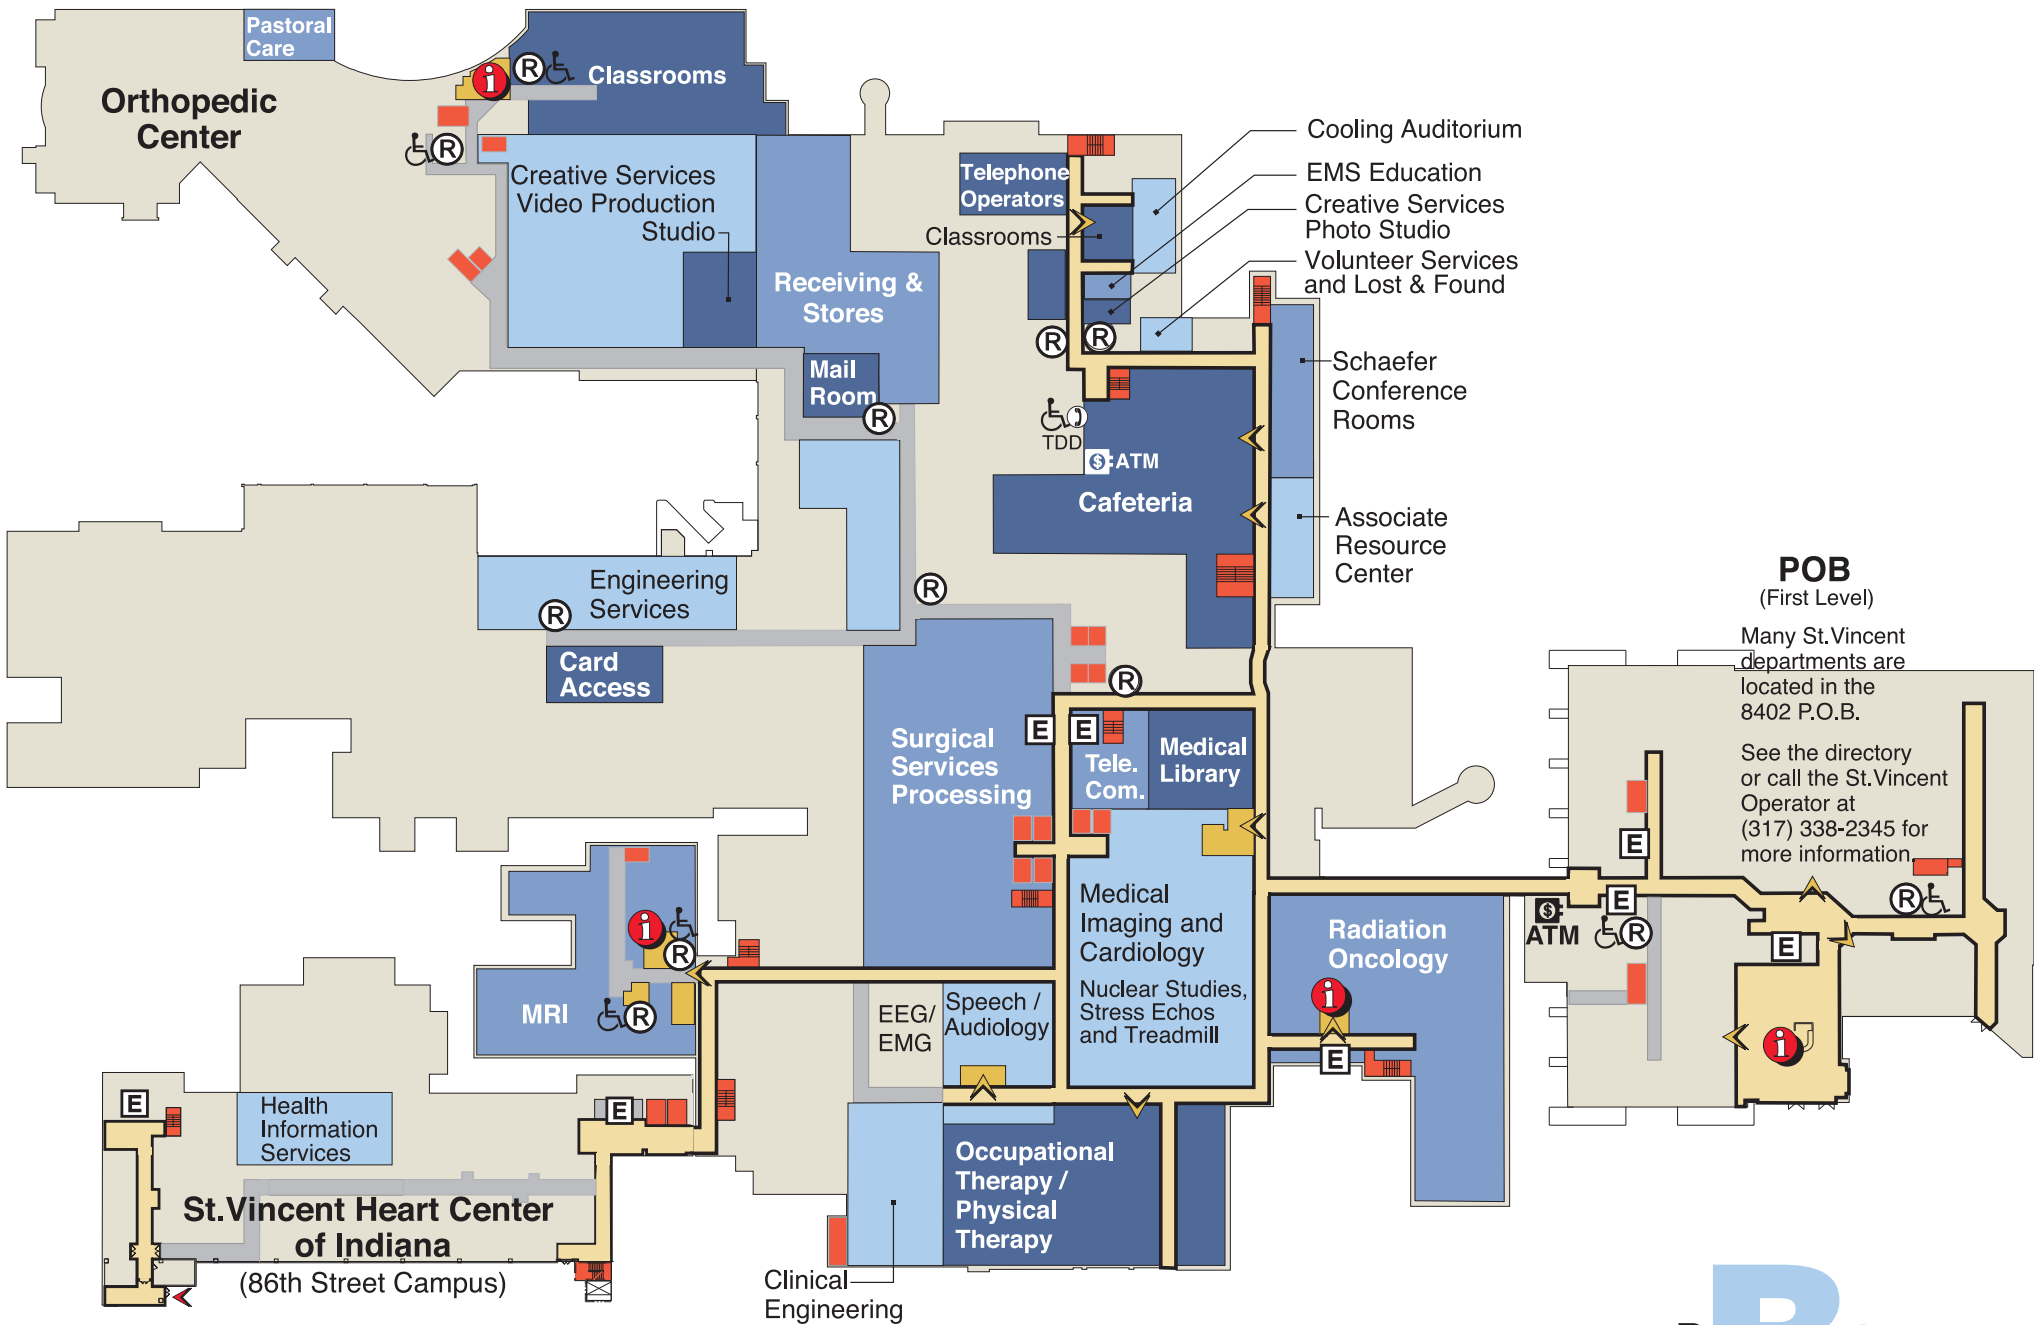 Pastoral
Care
Orthopedic
Center
i
R
Classrooms
R
Creative Services
Video Production
Studio
Receiving &
Stores
Mail
Room
R
Telephone
Operators
Classrooms
Cooling Auditorium
EMS Education
Creative Services
Photo Studio
Volunteer Services
and Lost & Found
R
R
Schaefer
Conference
Rooms
TDD
$ ATM
Cafeteria
Associate
Resource
Center
Engineering
Services
R
R
Card
Access
R
POB
(First Level)
Many St.Vincent
departments are
located in the
8402 P.O.B.
See the directory
or call the St.Vincent
Operator at
(317) 338-2345 for
more information.
Surgical
Services
Processing
E
E
Tele.
Com.
Medical
Library
Medical
Imaging and
Cardiology
Nuclear Studies,
Stress Echos
and Treadmill
Radiation
Oncology
i
E
E
E
$
ATM
R
R
E
i
i
R
MRI
R
EEG/
EMG
Speech /
Audiology
E
Health
Information
Services
E
St.Vincent Heart Center
of Indiana
(86th Street Campus)
Occupational
Therapy /
Physical
Therapy
Clinical
Engineering